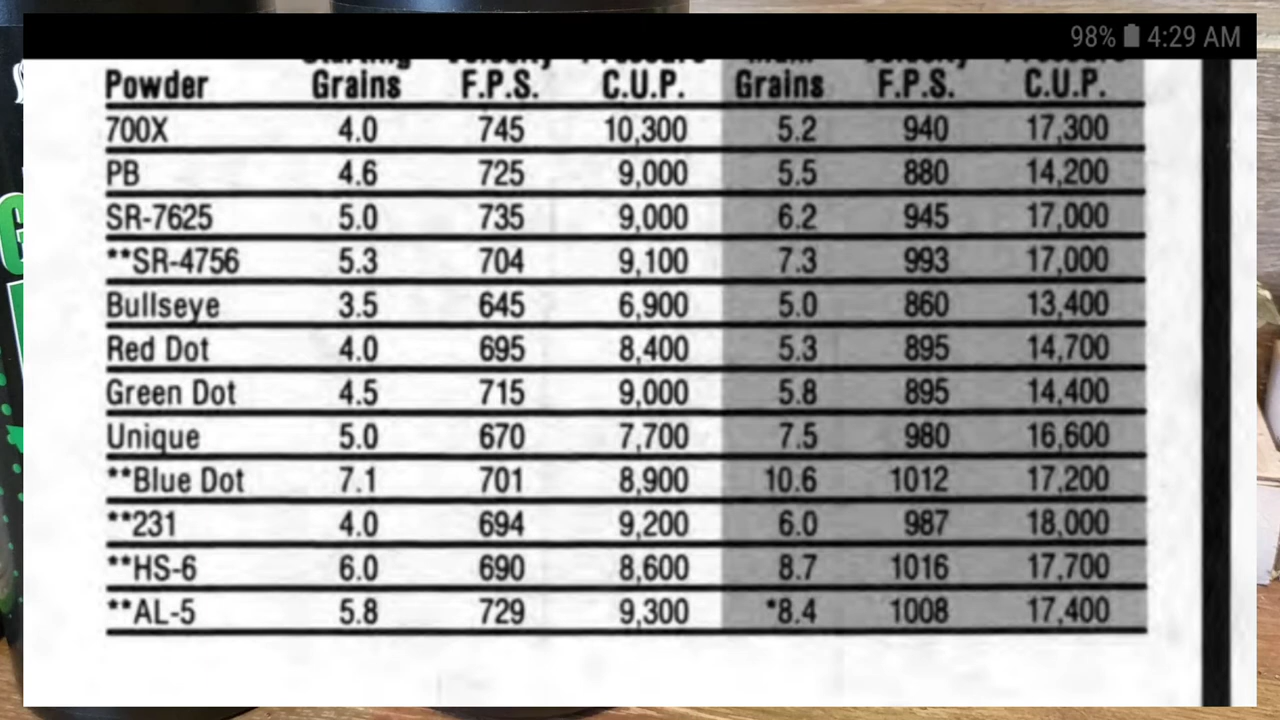 98% 4:29 AM
Powder Grains F.P.S. C.U.P. Grains F.P.S. C.U.P.
700X 4.0 745 10,300 5.2 940 17,300
PB 4.6 725 9,000 5.5 880 14,200
SR-7625 5.0 735 9,000 6.2 945 17,000
**SR-4756 5.3 704 9,100 7.3 993 17,000
Bullseye 3.5 645 6,900 5.0 860 13,400
Red Dot 4.0 695 8,400 5.3 895 14,700
Green Dot 4.5 715 9,000 5.8 895 14,400
Unique 5.0 670 7,700 7.5 980 16,600
**Blue Dot 7.1 701 8,900 10.6 1012 17,200
**231 4.0 694 9,200 6.0 987 18,000
**HS-6 6.0 690 8,600 8.7 1016 17,700
**AL-5 5.8 729 9,300 *8.4 1008 17,400